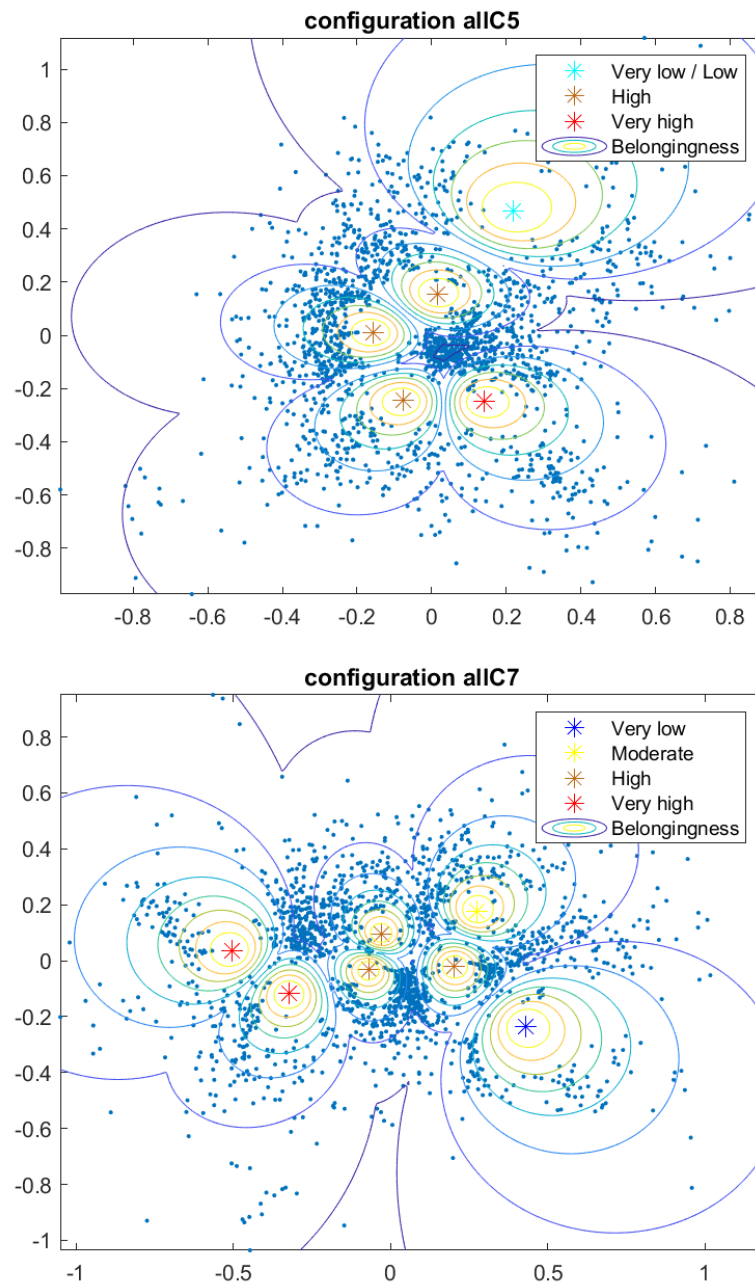 configuration allC5
1
0.8
0.6
0.4
0.2
0
-0.2
-0.4
-0.6
-0.8
Very low / Low
High
Very high
Belongingness
-0.8 -0.6 -0.4 -0.2 0 0.2 0.4 0.6 0.8
configuration allC7
0.8
0.6
0.4
0.2
0
-0.2
-0.4
-0.6
-0.8
-1
Very low
Moderate
High
Very high
Belongingness
-1 -0.5 0 0.5 1